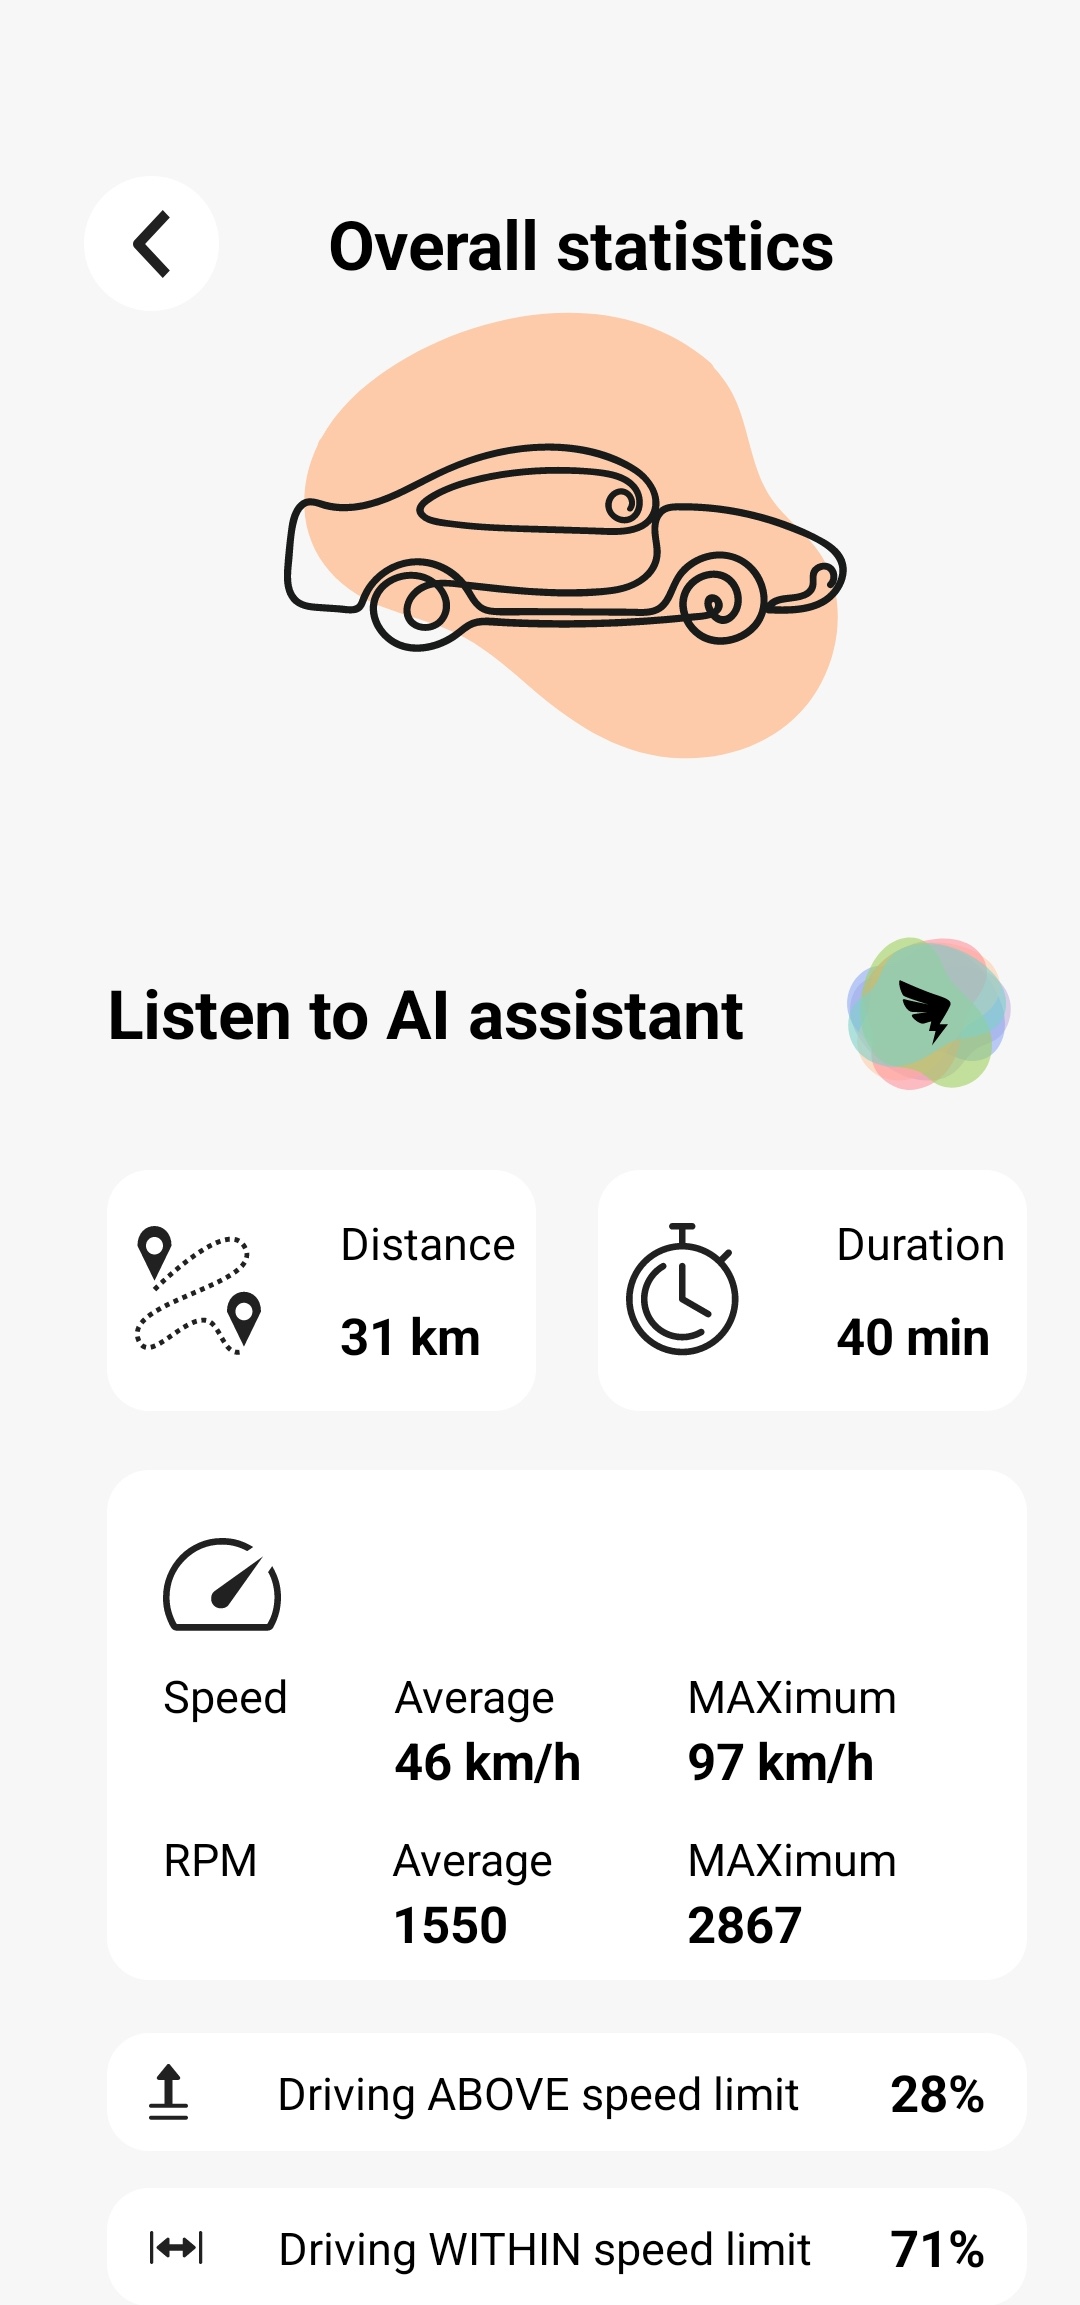 Overall statistics
Listen to AI assistant
Distance
31 km
Duration
40 min
Speed
Average
46 km/h
MAXimum
97 km/h
RPM
Average
1550
MAXimum
2867
Driving ABOVE speed limit 28%
Driving WITHIN speed limit 71%